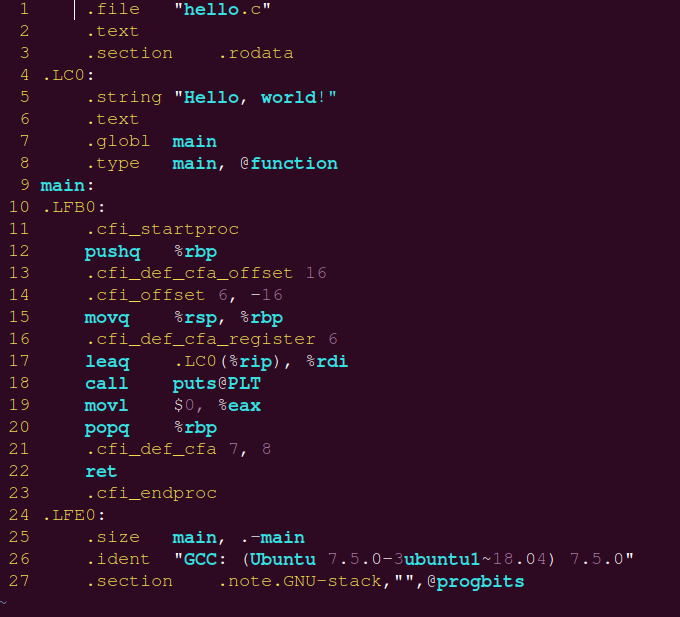 1 .file "hello.c"
2 .text
3 .section .rodata
4 .LC0:
5 .string "Hello, world!"
6 .text
7 .globl main
8 .type main, @function
9 main:
10 .LFB0:
11 .cfi_startproc
12 pushq %rbp
13 .cfi_def_cfa_offset 16
14 .cfi_offset 6, -16
15 movq %rsp, %rbp
16 .cfi_def_cfa_register 6
17 leaq .LC0(%rip), %rdi
18 call puts@PLT
19 movl $0, %eax
20 popq %rbp
21 .cfi_def_cfa 7, 8
22 ret
23 .cfi_endproc
24 .LFE0:
25 .size main, .-main
26 .ident "GCC: (Ubuntu 7.5.0-3ubuntu1~18.04) 7.5.0"
27 .section .note.GNU-stack,"",@progbits
~